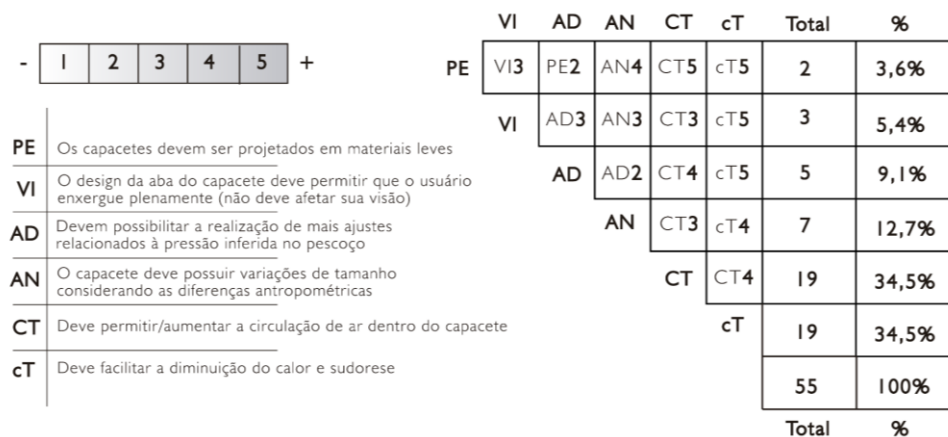 VI AD AN CT cT Total %
- 1 2 3 4 5 +
PE VI3 PE2 AN4 CT5 cT5 2 3,6%
VI AD3 AN3 CT3 cT5 3 5,4%
AD AD2 CT4 cT5 5 9,1%
AN CT3 cT4 7 12,7%
CT CT4 19 34,5%
cT 19 34,5%
55 100%
Total %
PE Os capacetes devem ser projetados em materiais leves
VI O design da aba do capacete deve permitir que o usuário
enxergue plenamente (não deve afetar sua visão)
AD Devem possibilitar a realização de mais ajustes
relacionados à pressão inferida no pescoço
AN O capacete deve possuir variações de tamanho
considerando as diferenças antropométricas
CT Deve permitir/aumentar a circulação de ar dentro do capacete
cT Deve facilitar a diminuição do calor e sudorese